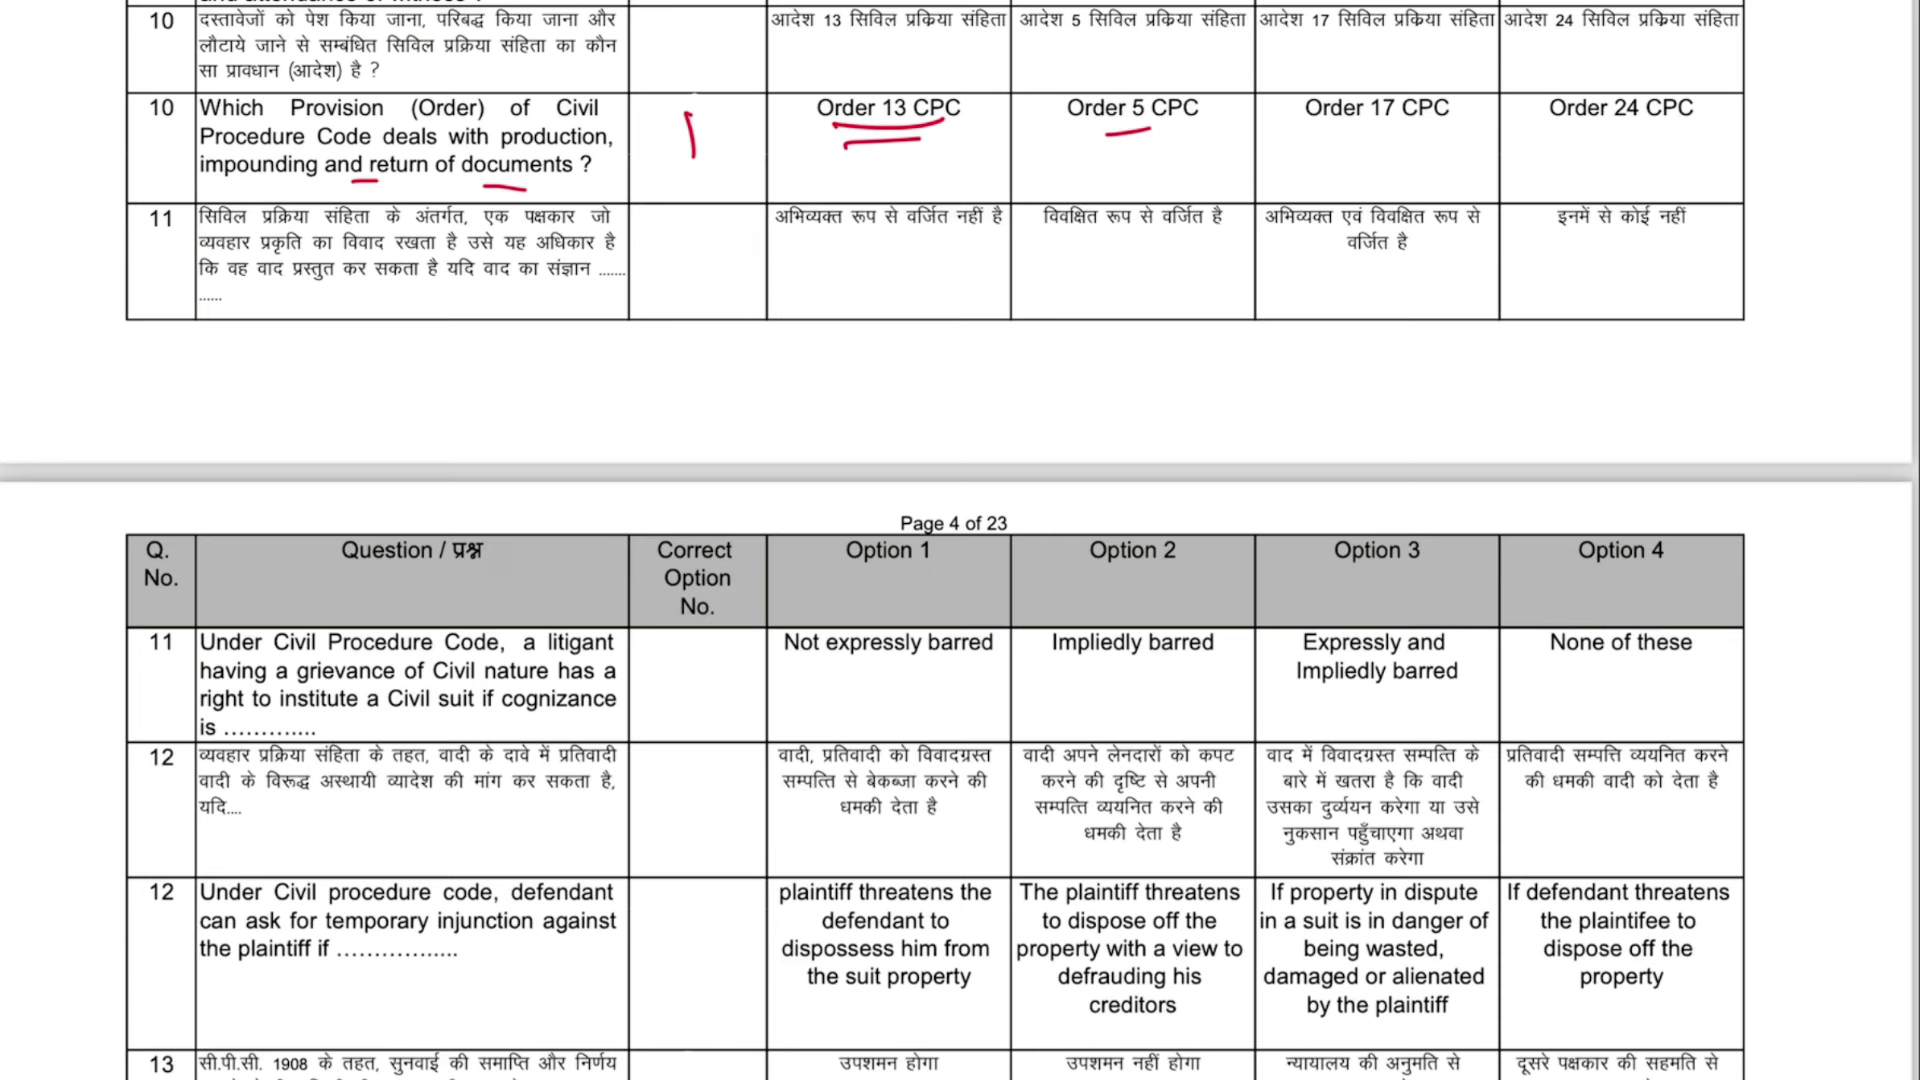 10
दस्तावेजों को पेश किया जाना, परिबद्ध किया जाना और
लौटाये जाने से सम्बंधित सिविल प्रक्रिया संहिता का कौन
सा प्रावधान (आदेश) है ?
आदेश 13 सिविल प्रक्रिया संहिता
आदेश 5 सिविल प्रक्रिया संहिता
आदेश 17 सिविल प्रक्रिया संहिता
आदेश 24 सिविल प्रक्रिया संहिता
10
Which Provision (Order) of Civil
Procedure Code deals with production,
impounding and return of documents ?
1
Order 13 CPC
Order 5 CPC
Order 17 CPC
Order 24 CPC
11
सिविल प्रक्रिया संहिता के अंतर्गत, एक पक्षकार जो
व्यवहार प्रकृति का विवाद रखता है उसे यह अधिकार है
कि वह वाद प्रस्तुत कर सकता है यदि वाद का संज्ञान .......
......
अभिव्यक्त रूप से वर्जित नहीं है
विवक्षित रूप से वर्जित है
अभिव्यक्त एवं विवक्षित रूप से
वर्जित है
इनमें से कोई नहीं
Page 4 of 23
Q.
No.
Question / प्रश्न
Correct
Option
No.
Option 1
Option 2
Option 3
Option 4
11
Under Civil Procedure Code, a litigant
having a grievance of Civil nature has a
right to institute a Civil suit if cognizance
is ..............
Not expressly barred
Impliedly barred
Expressly and
Impliedly barred
None of these
12
व्यवहार प्रक्रिया संहिता के तहत, वादी के दावे में प्रतिवादी
वादी के विरूद्ध अस्थायी व्यादेश की मांग कर सकता है,
यदि....
वादी, प्रतिवादी को विवादग्रस्त
सम्पत्ति से बेकब्जा करने की
धमकी देता है
वादी अपने लेनदारों को कपट
करने की दृष्टि से अपनी
सम्पत्ति व्ययनित करने की
धमकी देता है
वाद में विवादग्रस्त सम्पत्ति के
बारे में खतरा है कि वादी
उसका दुर्व्ययन करेगा या उसे
नुकसान पहुँचाएगा अथवा
संक्रांत करेगा
प्रतिवादी सम्पत्ति व्ययनित करने
की धमकी वादी को देता है
12
Under Civil procedure code, defendant
can ask for temporary injunction against
the plaintiff if ..................
plaintiff threatens the
defendant to
dispossess him from
the suit property
The plaintiff threatens
to dispose off the
property with a view to
defrauding his
creditors
If property in dispute
in a suit is in danger of
being wasted,
damaged or alienated
by the plaintiff
If defendant threatens
the plaintifee to
dispose off the
property
13
सी.पी.सी. 1908 के तहत, सुनवाई की समाप्ति और निर्णय
उपशमन होगा
उपशमन नहीं होगा
न्यायालय की अनुमति से
दूसरे पक्षकार की सहमति से